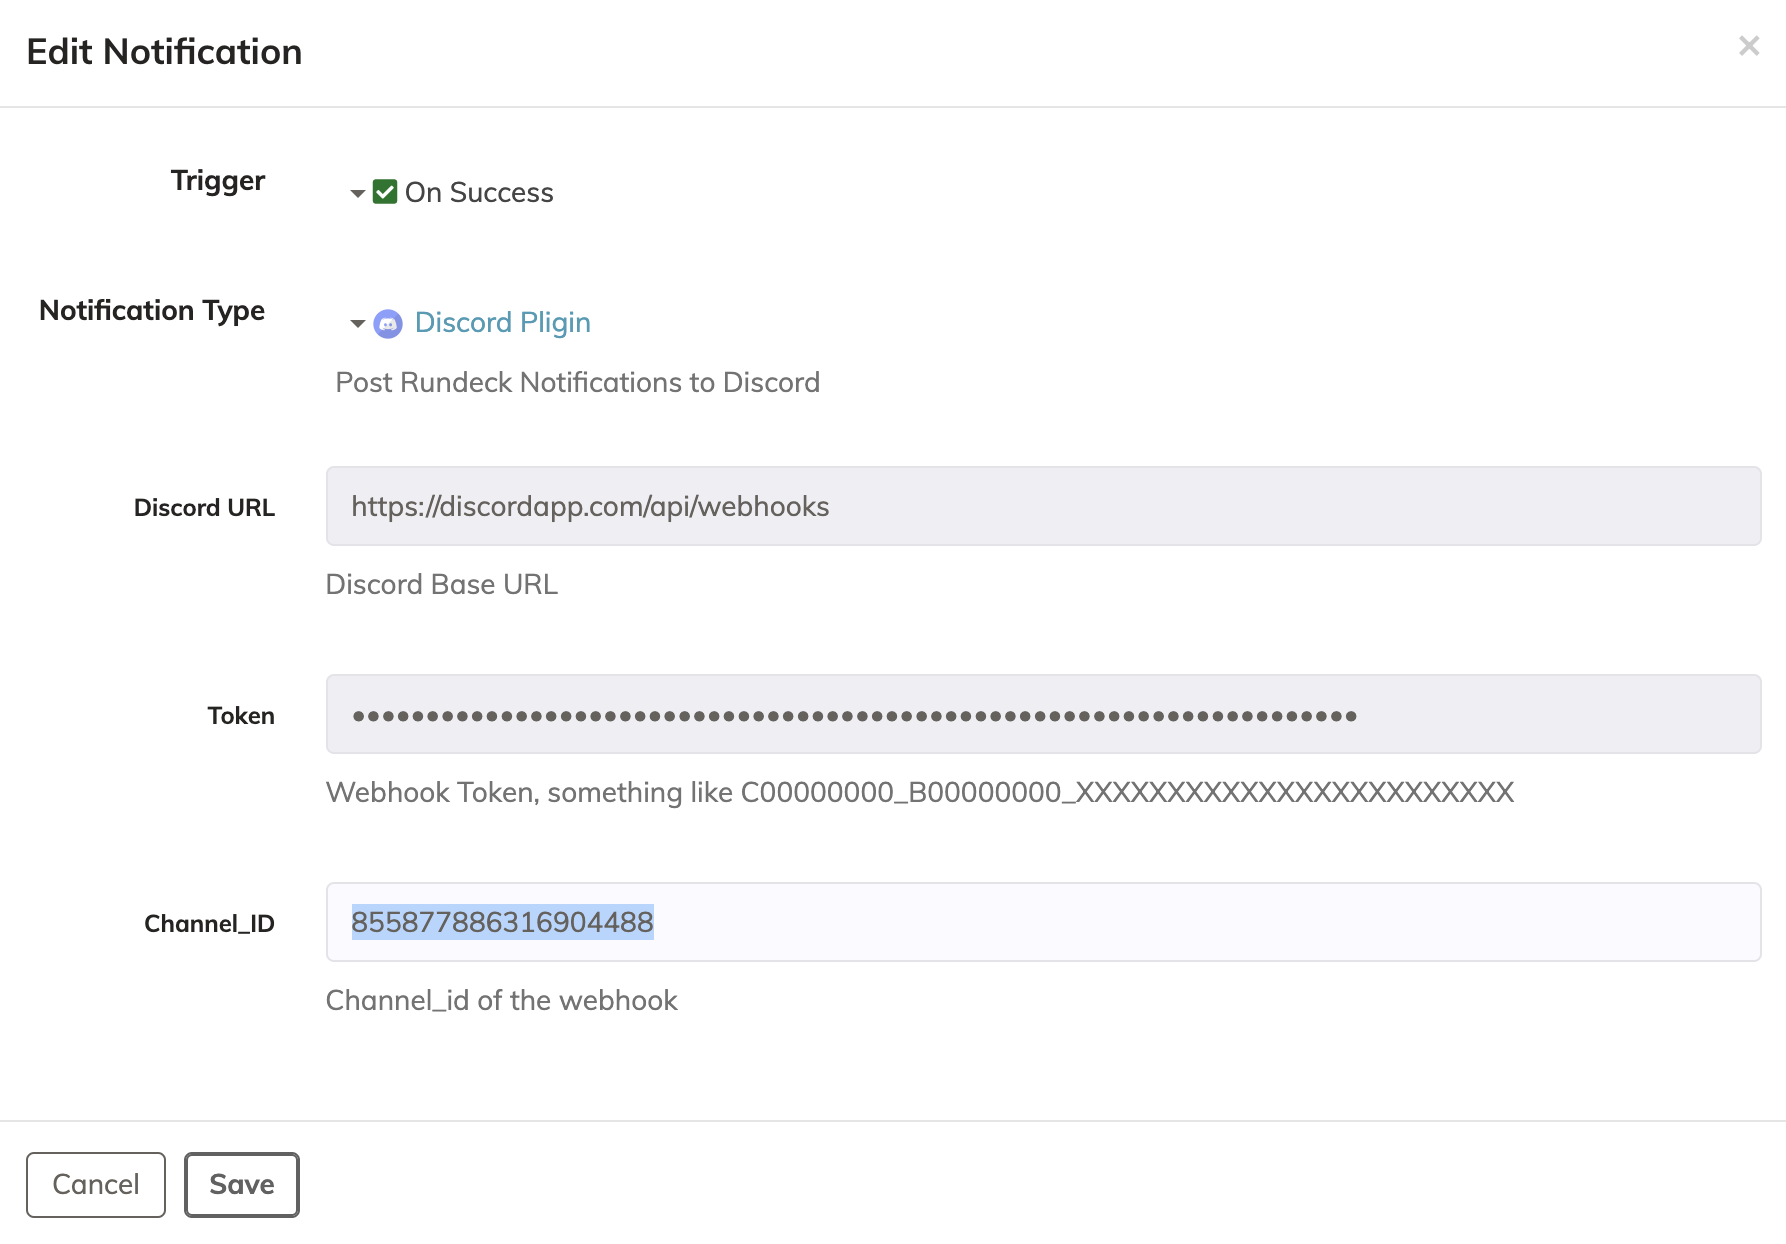 Edit Notification
×
Trigger
On Success
Notification Type
Discord Pligin
Post Rundeck Notifications to Discord
Discord URL
https://discordapp.com/api/webhooks
Discord Base URL
Token
••••••••••••••••••••••••••••••••••••••••••••••••••••••••••••••••••••
Webhook Token, something like C00000000_B00000000_XXXXXXXXXXXXXXXXXXXXXXXX
Channel_ID
855877886316904488
Channel_id of the webhook
Cancel
Save